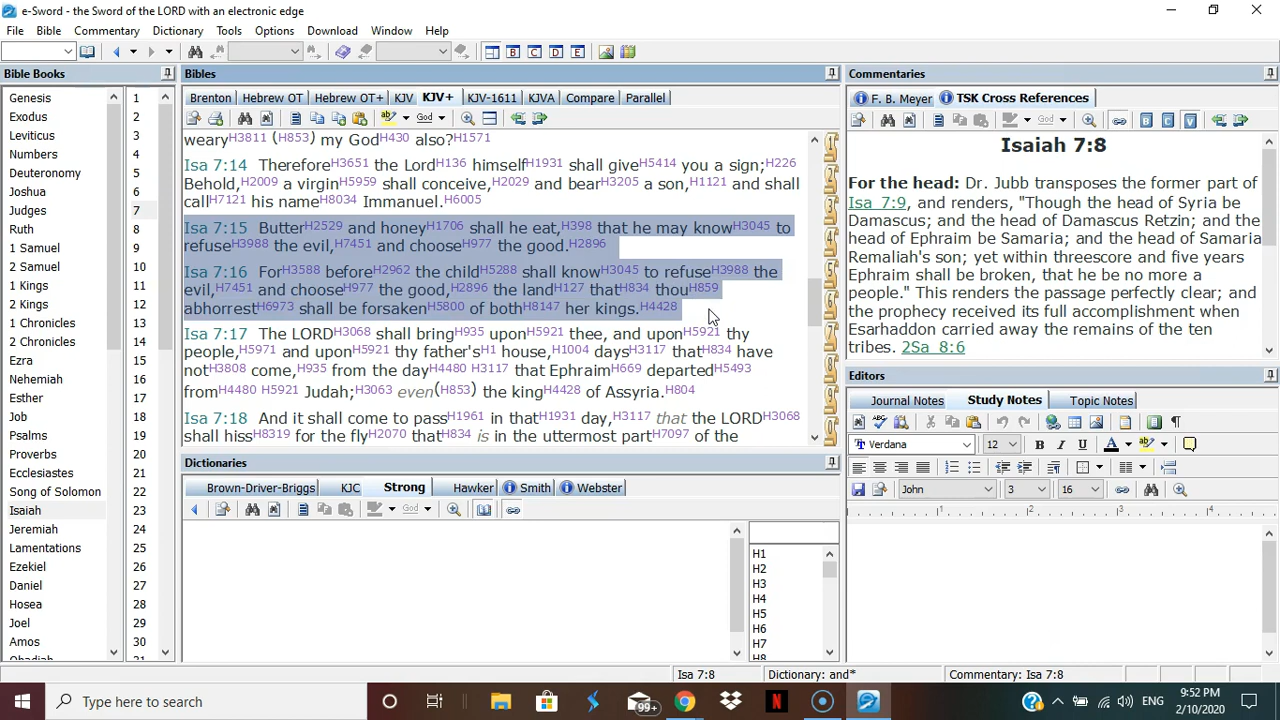 e-Sword - the Sword of the LORD with an electronic edge
File Bible Commentary Dictionary Tools Options Download Window Help
B C D E
Bible Books
Genesis
Exodus
Leviticus
Numbers
Deuteronomy
Joshua
Judges
Ruth
1 Samuel
2 Samuel
1 Kings
2 Kings
1 Chronicles
2 Chronicles
Ezra
Nehemiah
Esther
Job
Psalms
Proverbs
Ecclesiastes
Song of Solomon
Isaiah
Jeremiah
Lamentations
Ezekiel
Daniel
Hosea
Joel
Amos
Obadiah
1
2
3
4
5
6
7
8
9
10
11
12
13
14
15
16
17
18
19
20
21
22
23
24
25
26
27
28
29
30
Bibles
Brenton Hebrew OT Hebrew OT+ KJV KJV+ KJV-1611 KJVA Compare Parallel
God
wearyH3811 (H853) my GodH430 also?H1571
Isa 7:14 ThereforeH3651 the LordH136 himselfH1931 shall giveH5414 you a sign;H226
Behold,H2009 a virginH5959 shall conceive,H2029 and bearH3205 a son,H1121 and shall
callH7121 his nameH8034 Immanuel.H6005
Isa 7:15 ButterH2529 and honeyH1706 shall he eat,H398 that he may knowH3045 to
refuseH3988 the evil,H7451 and chooseH977 the good.H2896
Isa 7:16 ForH3588 beforeH2962 the childH5288 shall knowH3045 to refuseH3988 the
evil,H7451 and chooseH977 the good,H2896 the landH127 thatH834 thouH859
abhorrestH6973 shall be forsakenH5800 of bothH8147 her kings.H4428
Isa 7:17 The LORDH3068 shall bringH935 uponH5921 thee, and uponH5921 thy
people,H5971 and uponH5921 thy father'sH1 house,H1004 daysH3117 thatH834 have
notH3808 come,H935 from the dayH4480 H3117 that EphraimH669 departedH5493
fromH4480 H5921 Judah;H3063 even(H853) the kingH4428 of Assyria.H804
Isa 7:18 And it shall come to passH1961 in thatH1931 day,H3117 that the LORDH3068
shall hissH8319 for the flyH2070 thatH834 is in the uttermost partH7097 of the
1
2
3
4
5
6
7
8
9
0
Dictionaries
Brown-Driver-Briggs KJC Strong Hawker Smith Webster
God
H1
H2
H3
H4
H5
H6
H7
H8
Commentaries
F. B. Meyer TSK Cross References
God B C V
Isaiah 7:8
For the head: Dr. Jubb transposes the former part of
Isa 7:9, and renders, "Though the head of Syria be
Damascus; and the head of Damascus Retzin; and the
head of Ephraim be Samaria; and the head of Samaria
Remaliah's son; yet within threescore and five years
Ephraim shall be broken, that he be no more a
people." This renders the passage perfectly clear; and
the prophecy received its full accomplishment when
Esarhaddon carried away the remains of the ten
tribes. 2Sa 8:6
Editors
Journal Notes Study Notes Topic Notes
Verdana 12 B I U A ab
John 3 16
1 2 3 4
Isa 7:8 Dictionary: and* Commentary: Isa 7:8
Type here to search
99+
N
ENG
9:52 PM
2/10/2020